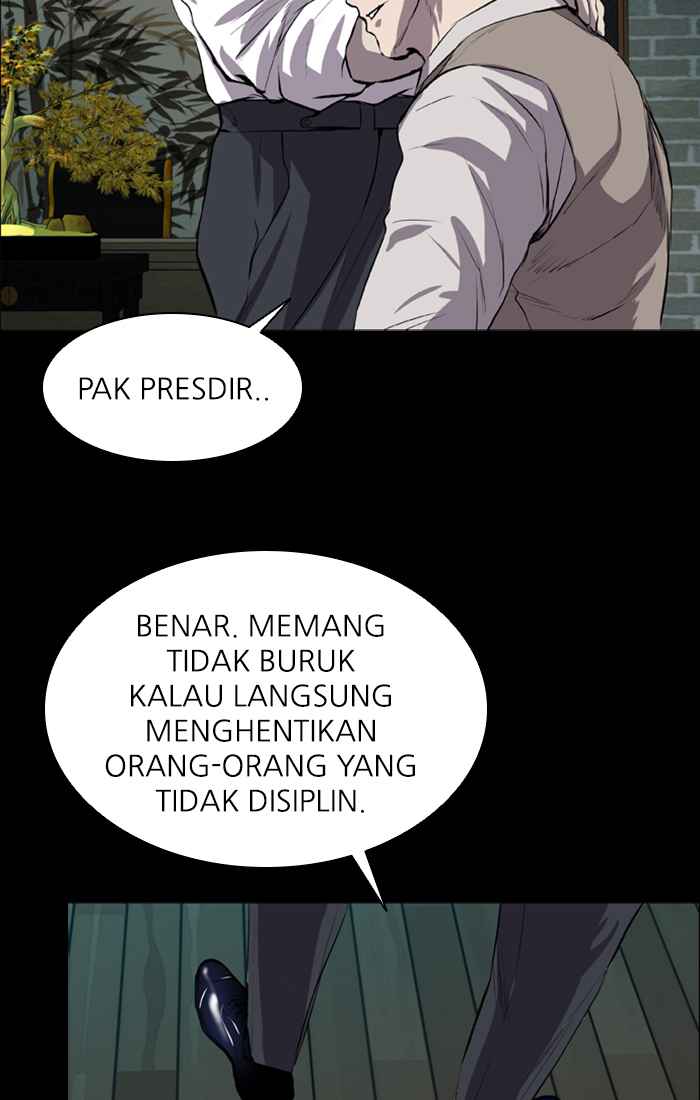 PAK PRESDIR..
BENAR. MEMANG
TIDAK BURUK
KALAU LANGSUNG
MENGHENTIKAN
ORANG-ORANG YANG
TIDAK DISIPLIN.